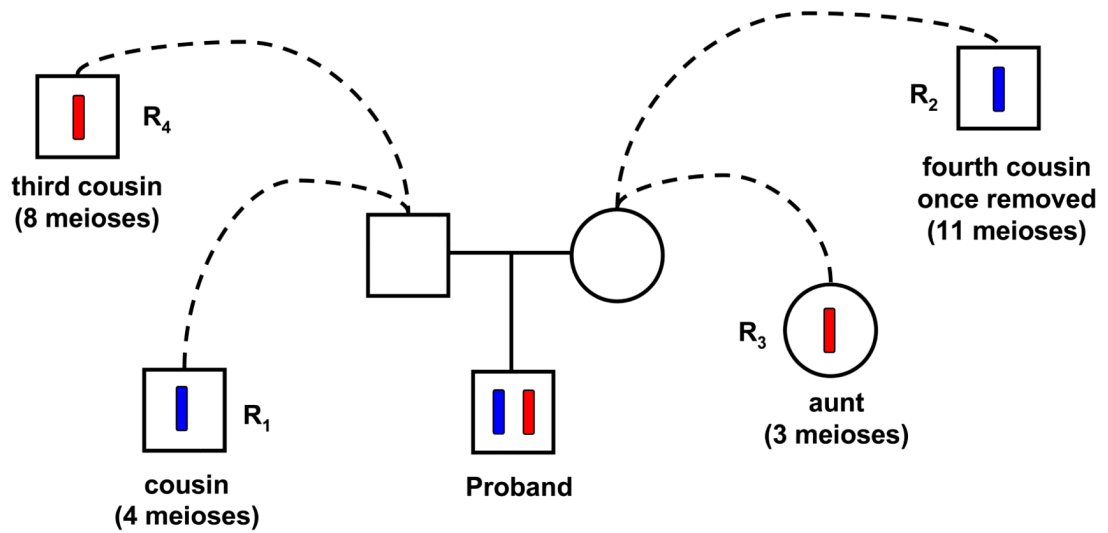 R4
third cousin
(8 meioses)
R2
fourth cousin
once removed
(11 meioses)
R1
cousin
(4 meioses)
Proband
R3
aunt
(3 meioses)